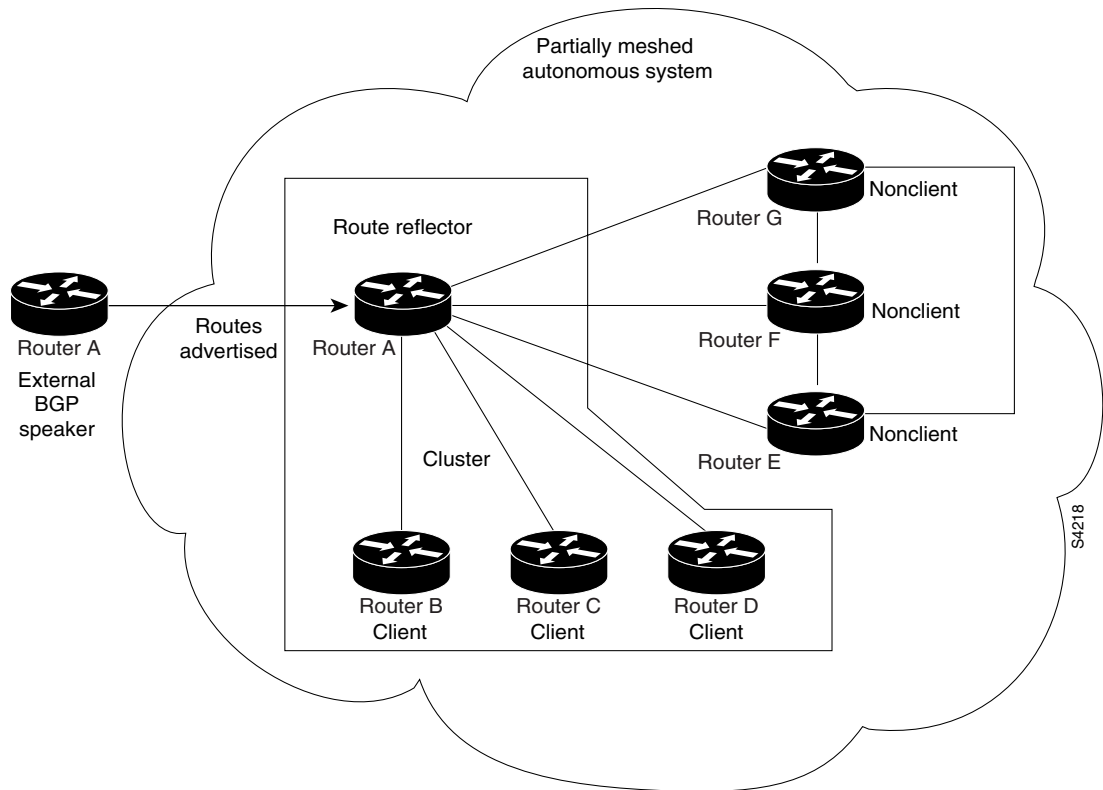 Partially meshed
autonomous system
Nonclient
Router G
Route reflector
Routes
advertised
Router A
External
BGP
speaker
Router A
Nonclient
Router F
Nonclient
Router E
Cluster
Router B
Client
Router C
Client
Router D
Client
S4218